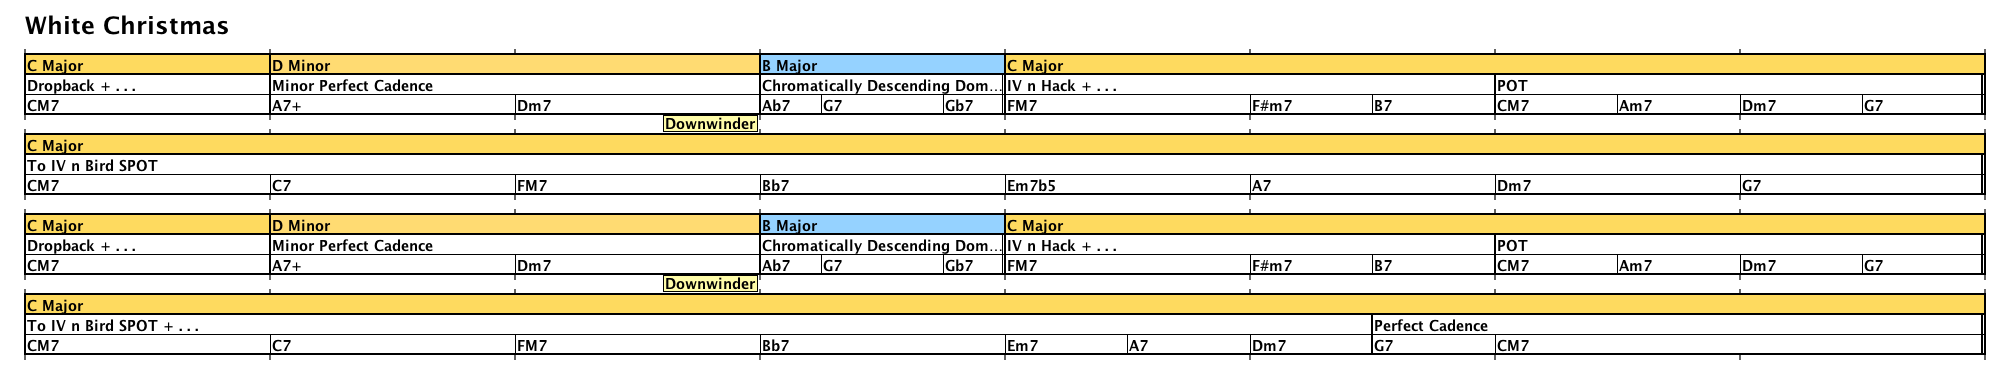 White Christmas
C Major D Minor B Major C Major
Dropback + . . . Minor Perfect Cadence Chromatically Descending Dom... IV n Hack + . . . POT
CM7 A7+ Dm7 Ab7 G7 Gb7 FM7 F#m7 B7 CM7 Am7 Dm7 G7
Downwinder
C Major
To IV n Bird SPOT
CM7 C7 FM7 Bb7 Em7b5 A7 Dm7 G7
C Major D Minor B Major C Major
Dropback + . . . Minor Perfect Cadence Chromatically Descending Dom... IV n Hack + . . . POT
CM7 A7+ Dm7 Ab7 G7 Gb7 FM7 F#m7 B7 CM7 Am7 Dm7 G7
Downwinder
C Major
To IV n Bird SPOT + . . . Perfect Cadence
CM7 C7 FM7 Bb7 Em7 A7 Dm7 G7 CM7